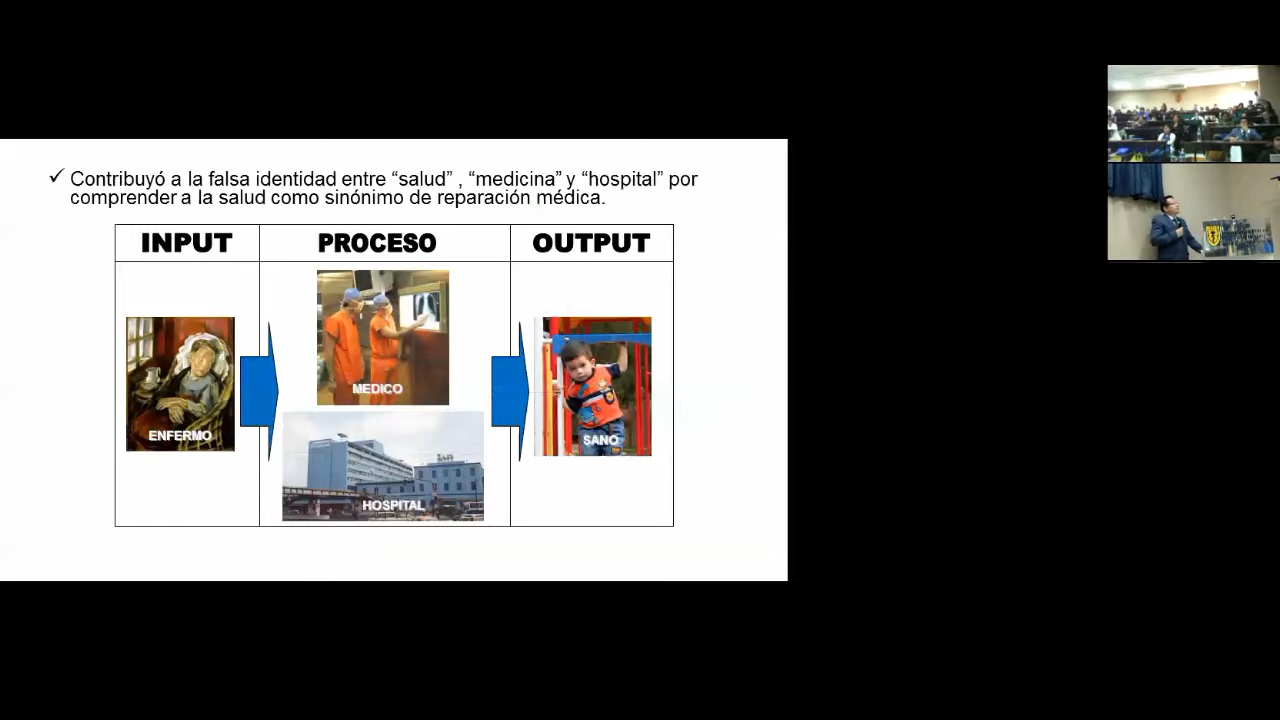 ✓ Contribuyó a la falsa identidad entre “salud” , “medicina” y “hospital” por
comprender a la salud como sinónimo de reparación médica.
INPUT PROCESO OUTPUT
MEDICO
ENFERMO
SANO
HOSPITAL